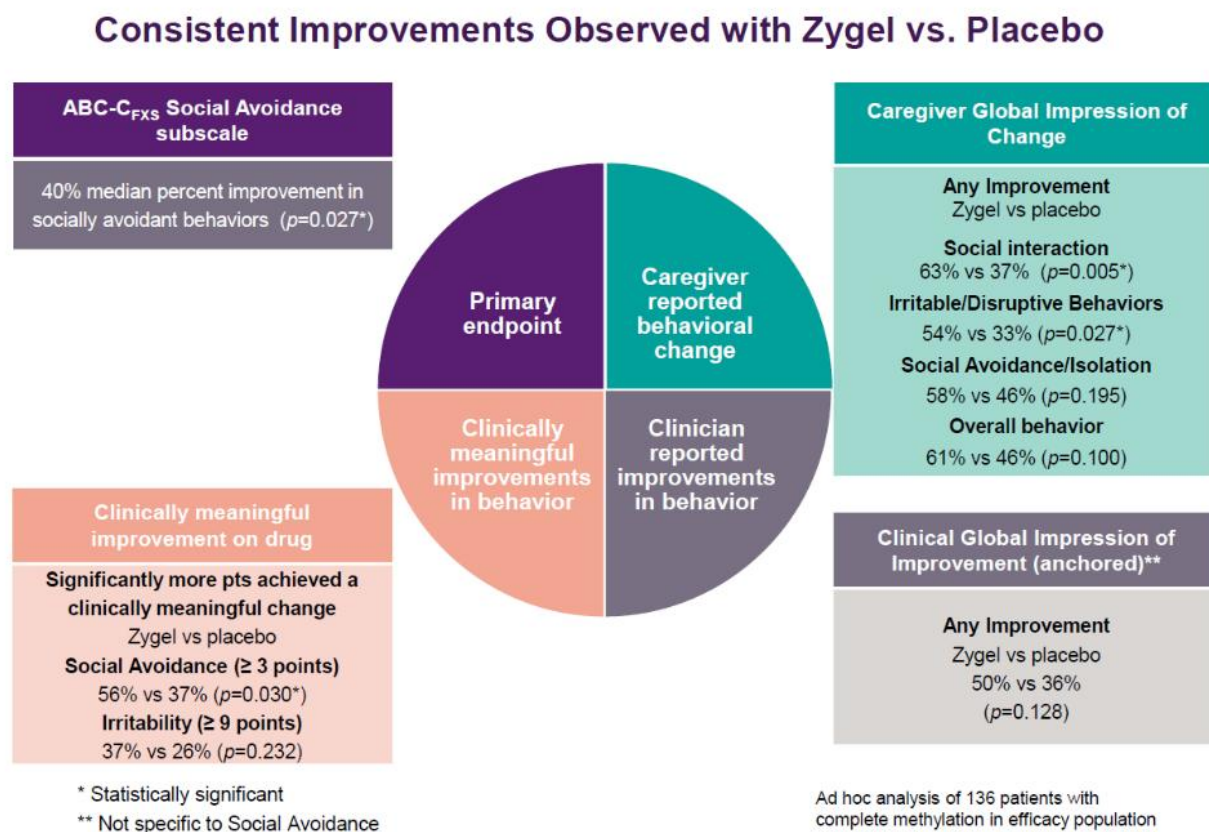 Consistent Improvements Observed with Zygel vs. Placebo
ABC-C_FXS Social Avoidance
subscale
40% median percent improvement in
socially avoidant behaviors (p=0.027*)
Primary
endpoint
Caregiver
reported
behavioral
change
Clinically
meaningful
improvements
in behavior
Clinician
reported
improvements
in behavior
Caregiver Global Impression of
Change
Any Improvement
Zygel vs placebo
Social interaction
63% vs 37% (p=0.005*)
Irritable/Disruptive Behaviors
54% vs 33% (p=0.027*)
Social Avoidance/Isolation
58% vs 46% (p=0.195)
Overall behavior
61% vs 46% (p=0.100)
Clinically meaningful
improvement on drug
Significantly more pts achieved a
clinically meaningful change
Zygel vs placebo
Social Avoidance (≥ 3 points)
56% vs 37% (p=0.030*)
Irritability (≥ 9 points)
37% vs 26% (p=0.232)
Clinical Global Impression of
Improvement (anchored)**
Any Improvement
Zygel vs placebo
50% vs 36%
(p=0.128)
* Statistically significant
** Not specific to Social Avoidance
Ad hoc analysis of 136 patients with
complete methylation in efficacy population